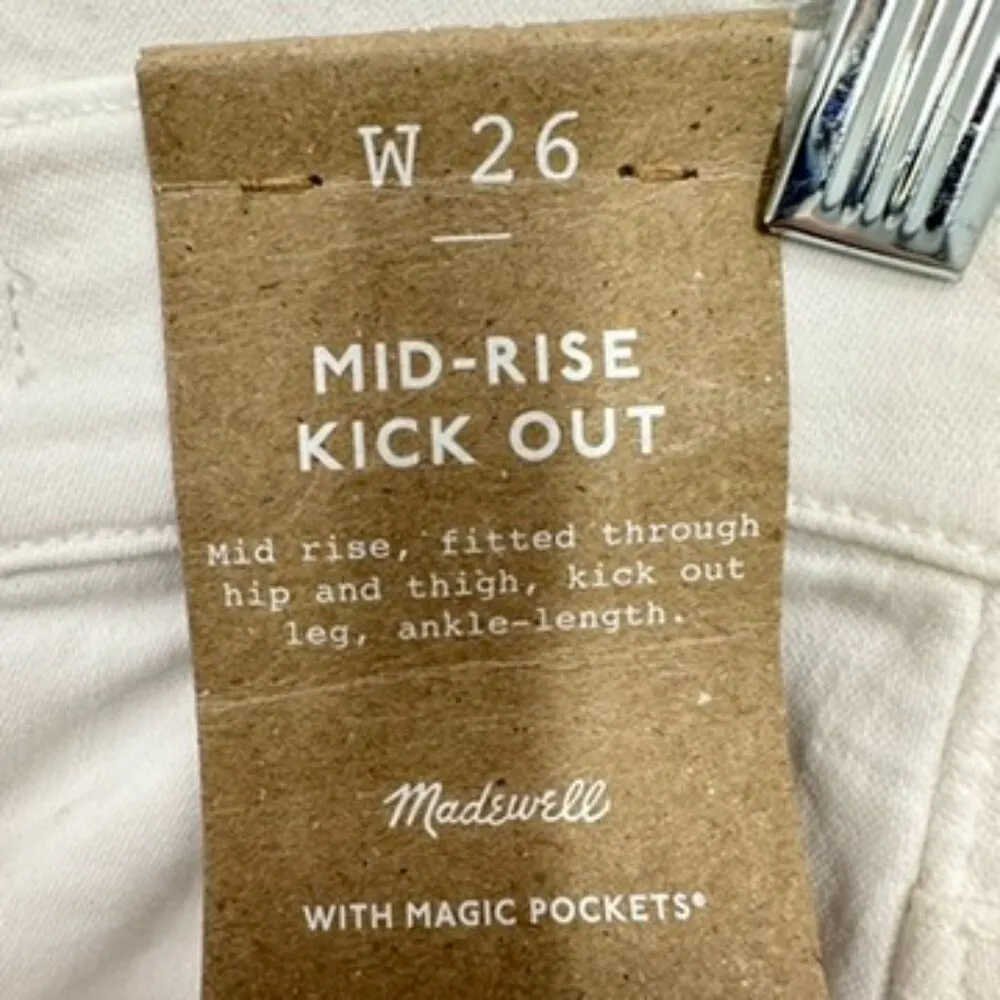 W 26
MID-RISE
KICK OUT
Mid rise, fitted through
hip and thigh, kick out
leg, ankle-length.
Madewell
WITH MAGIC POCKETS®